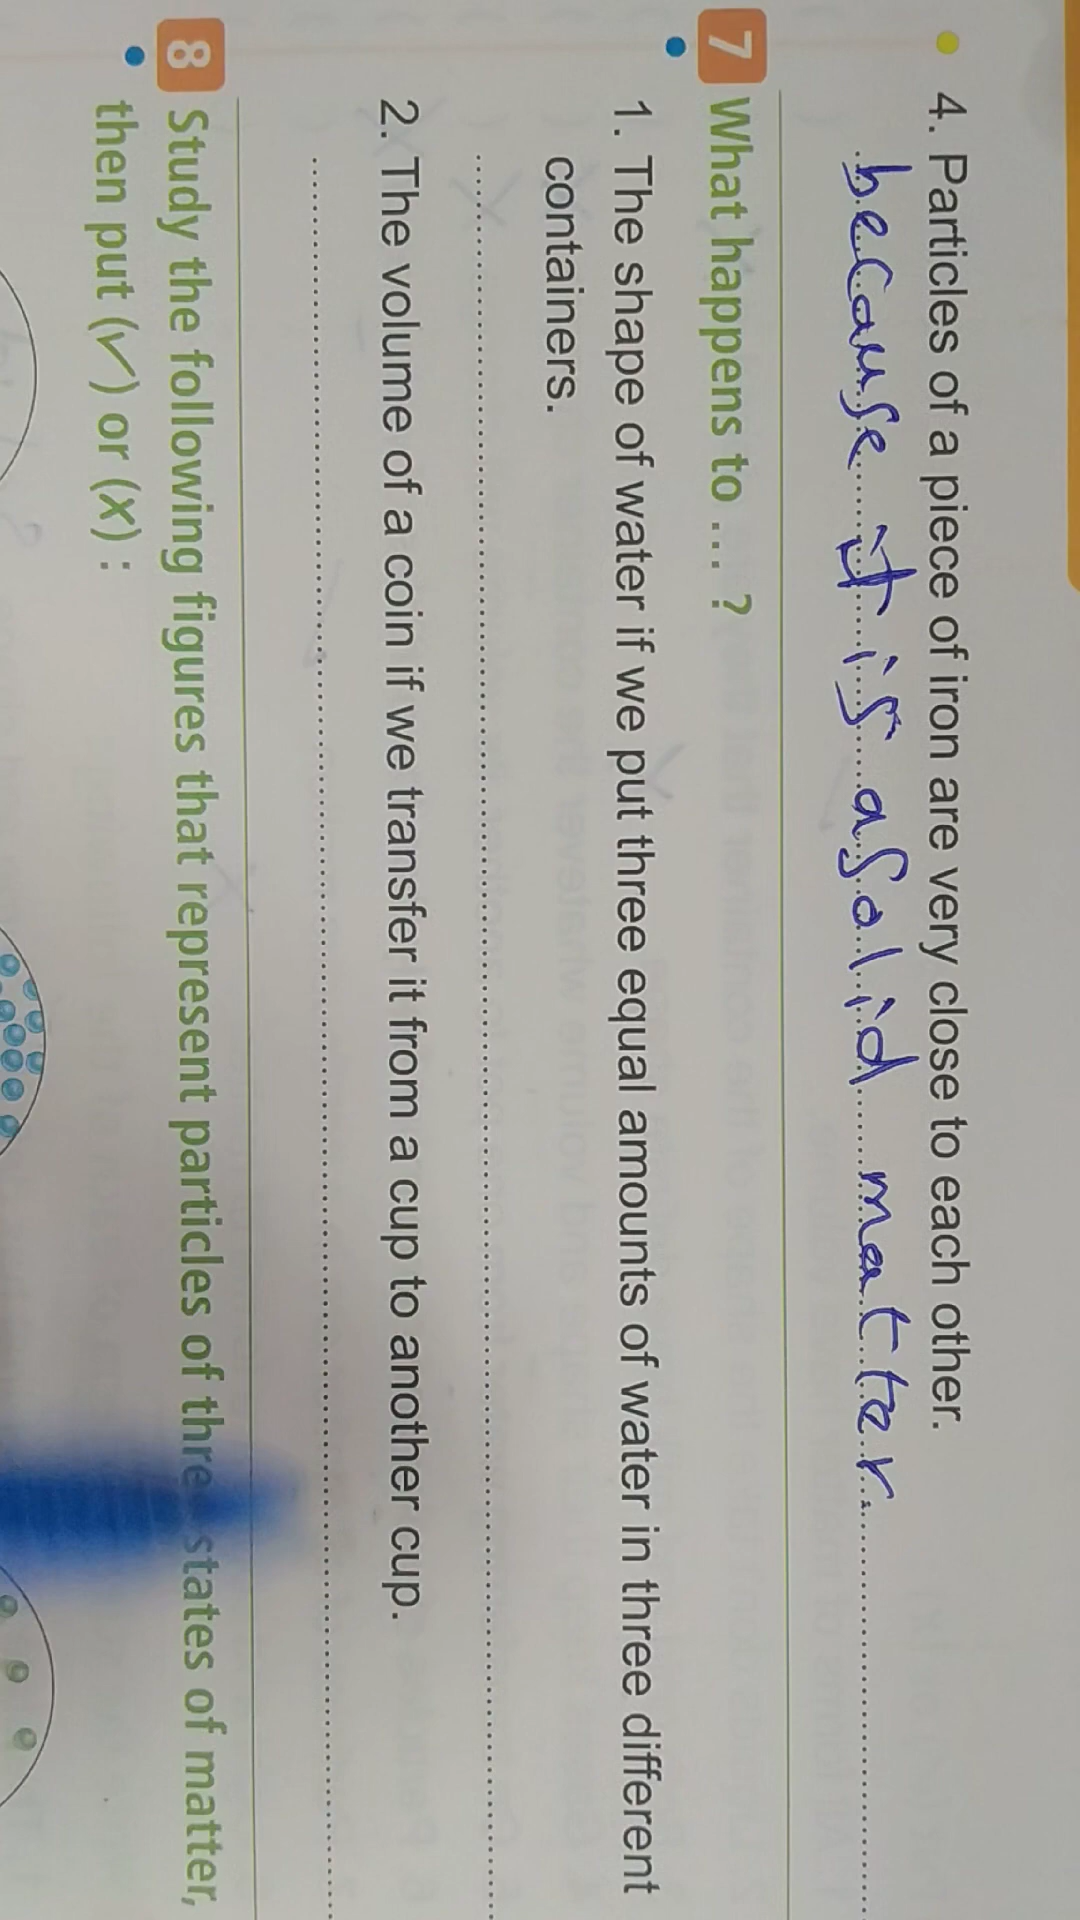 4. Particles of a piece of iron are very close to each other.
because it is a solid matter.
7 What happens to ... ?
1. The shape of water if we put three equal amounts of water in three different
containers.
2. The volume of a coin if we transfer it from a cup to another cup.
8 Study the following figures that represent particles of three states of matter,
then put (✓) or (X) :